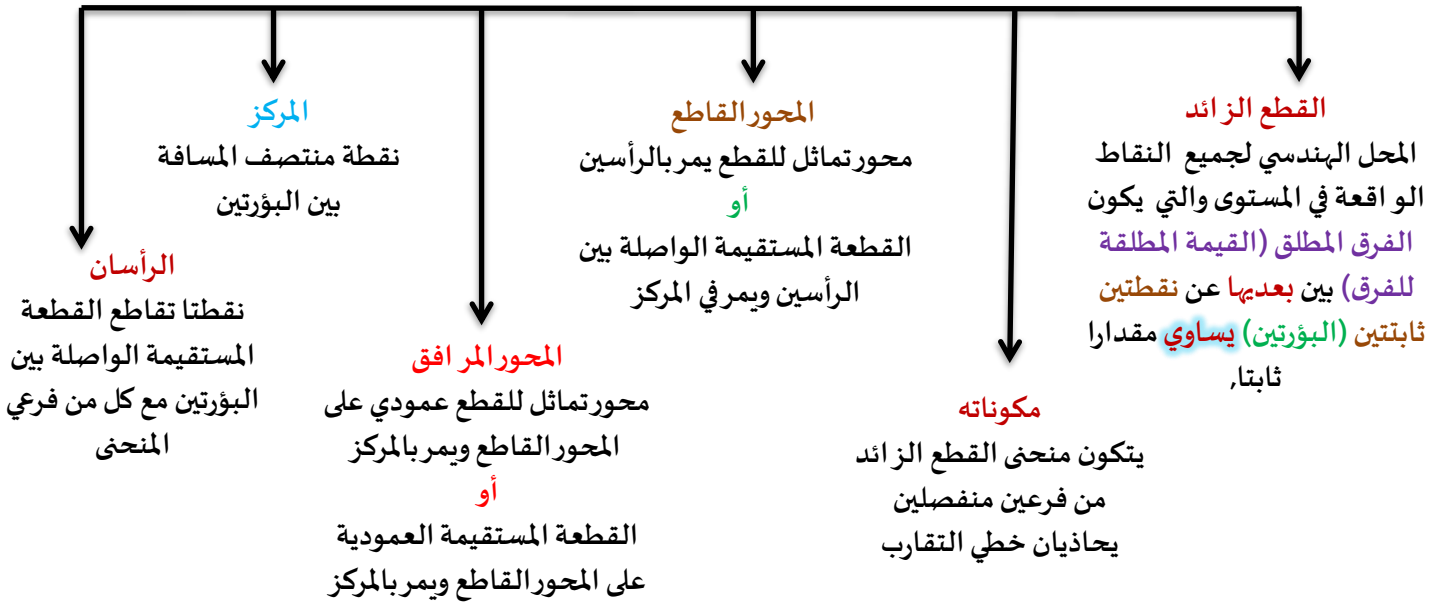 القطع الزائد
المحل الهندسي لجميع النقاط
الواقعة في المستوى والتي يكون
الفرق المطلق (القيمة المطلقة
للفرق) بين بعديها عن نقطتين
ثابتتين (البؤرتين) يساوي مقدارا
ثابتا,
مكوناته
يتكون منحنى القطع الزائد
من فرعين منفصلين
يحاذيان خطي التقارب
المحور القاطع
محور تماثل للقطع يمر بالرأسين
أو
القطعة المستقيمة الواصلة بين
الرأسين ويمر في المركز
المحور المرافق
محور تماثل للقطع عمودي على
المحور القاطع ويمر بالمركز
أو
القطعة المستقيمة العمودية
على المحور القاطع ويمر بالمركز
المركز
نقطة منتصف المسافة
بين البؤرتين
الرأسان
نقطتا تقاطع القطعة
المستقيمة الواصلة بين
البؤرتين مع كل من فرعي
المنحنى